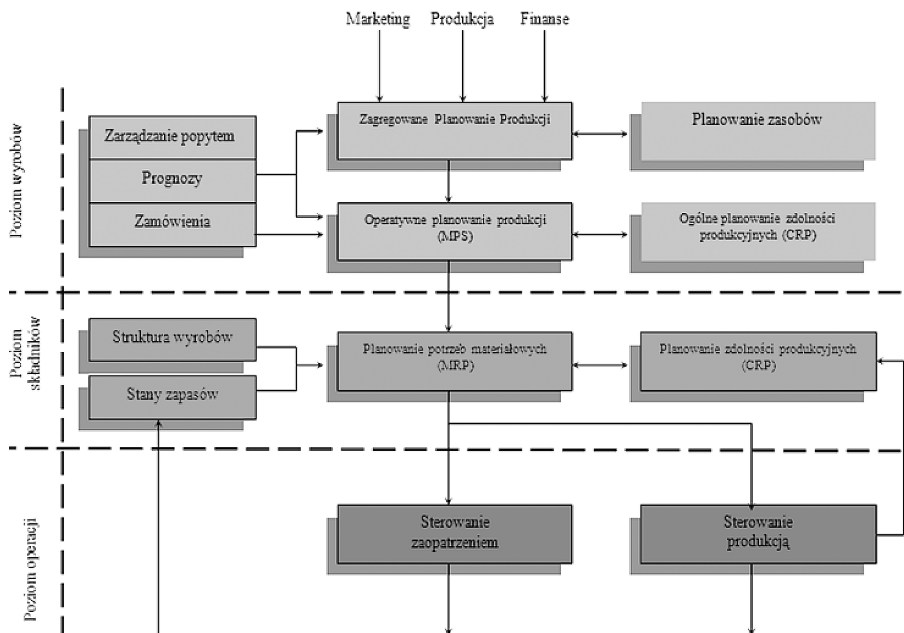 Marketing
Produkcja
Finanse
Poziom wyrobów
Zarządzanie popytem
Prognozy
Zamówienia
Zagregowane Planowanie Produkcji
Planowanie zasobów
Operatywne planowanie produkcji
(MPS)
Ogólne planowanie zdolności
produkcyjnych (CRP)
Poziom
składników
Struktura wyrobów
Stany zapasów
Planowanie potrzeb materiałowych
(MRP)
Planowanie zdolności produkcyjnych
(CRP)
Poziom operacji
Sterowanie
zaopatrzeniem
Sterowanie
produkcją